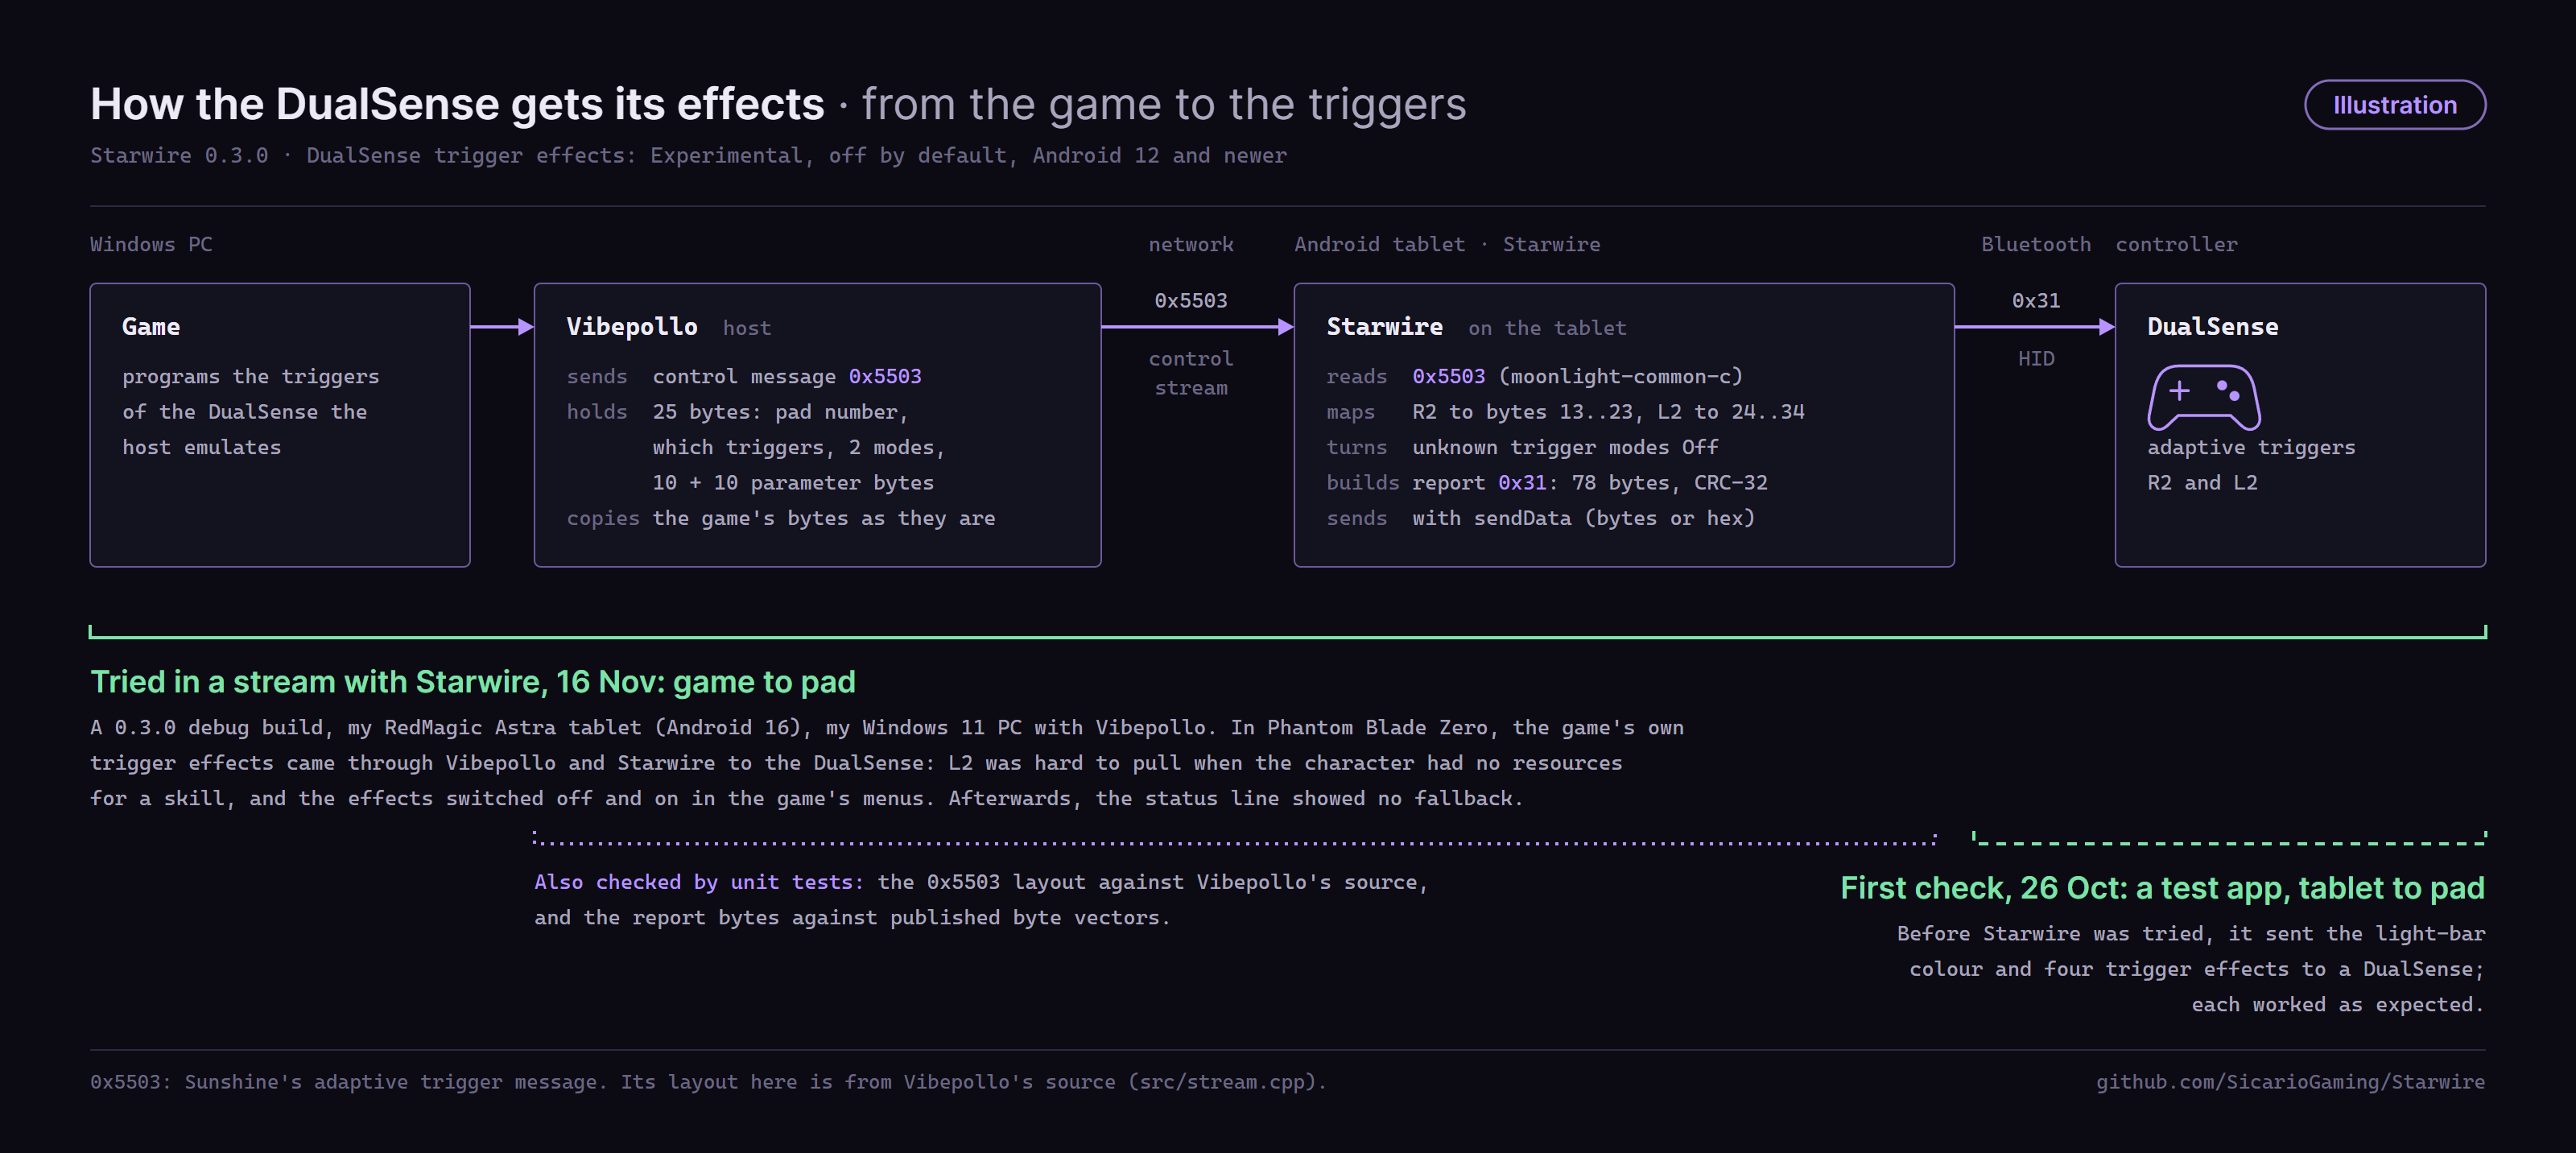 How the DualSense gets its effects · from the game to the triggers
Illustration
Starwire 0.3.0 · DualSense trigger effects: Experimental, off by default, Android 12 and newer
Windows PC
network
Android tablet · Starwire
Bluetooth
controller
Game
programs the triggers
of the DualSense the
host emulates
Vibepollo host
sends control message 0x5503
holds 25 bytes: pad number,
which triggers, 2 modes,
10 + 10 parameter bytes
copies the game's bytes as they are
0x5503
control
stream
Starwire on the tablet
reads 0x5503 (moonlight-common-c)
maps R2 to bytes 13..23, L2 to 24..34
turns unknown trigger modes Off
builds report 0x31: 78 bytes, CRC-32
sends with sendData (bytes or hex)
0x31
HID
DualSense
adaptive triggers
R2 and L2
Tried in a stream with Starwire, 16 Nov: game to pad
A 0.3.0 debug build, my RedMagic Astra tablet (Android 16), my Windows 11 PC with Vibepollo. In Phantom Blade Zero, the game's own
trigger effects came through Vibepollo and Starwire to the DualSense: L2 was hard to pull when the character had no resources
for a skill, and the effects switched off and on in the game's menus. Afterwards, the status line showed no fallback.
Also checked by unit tests: the 0x5503 layout against Vibepollo's source,
and the report bytes against published byte vectors.
First check, 26 Oct: a test app, tablet to pad
Before Starwire was tried, it sent the light-bar
colour and four trigger effects to a DualSense;
each worked as expected.
0x5503: Sunshine's adaptive trigger message. Its layout here is from Vibepollo's source (src/stream.cpp).
github.com/SicarioGaming/Starwire